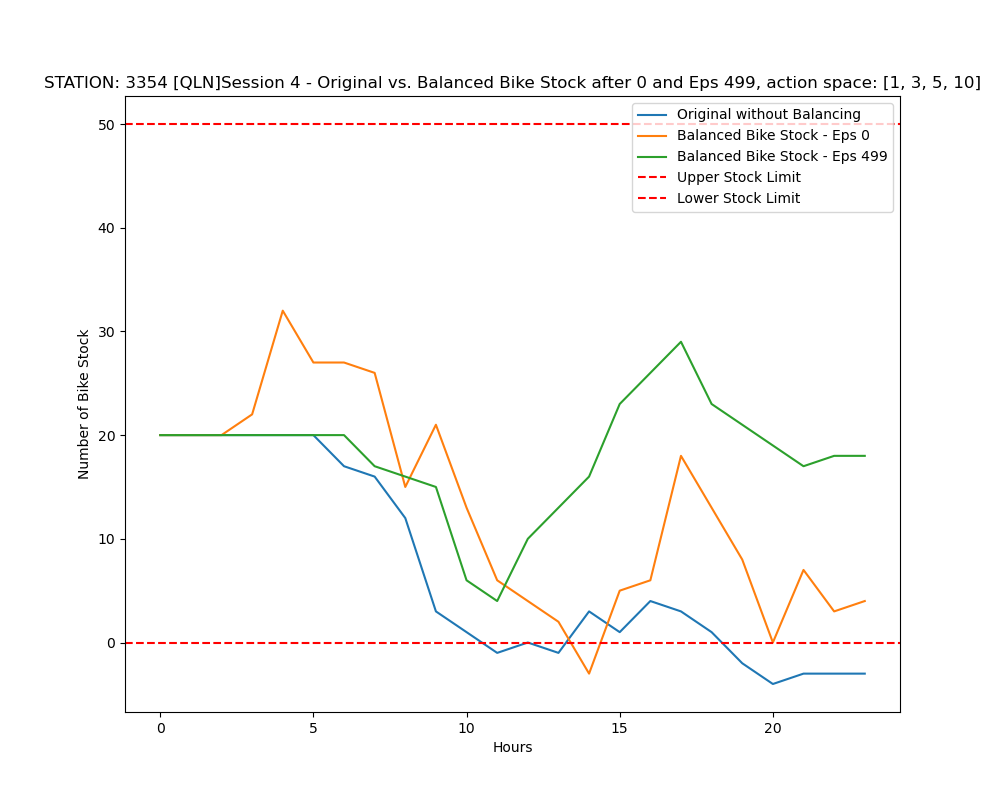 STATION: 3354 [QLN]Session 4 - Original vs. Balanced Bike Stock after 0 and Eps 499, action space: [1, 3, 5, 10]
Original without Balancing
Balanced Bike Stock - Eps 0
Balanced Bike Stock - Eps 499
Upper Stock Limit
Lower Stock Limit
Number of Bike Stock
50
40
30
20
10
0
0 5 10 15 20
Hours